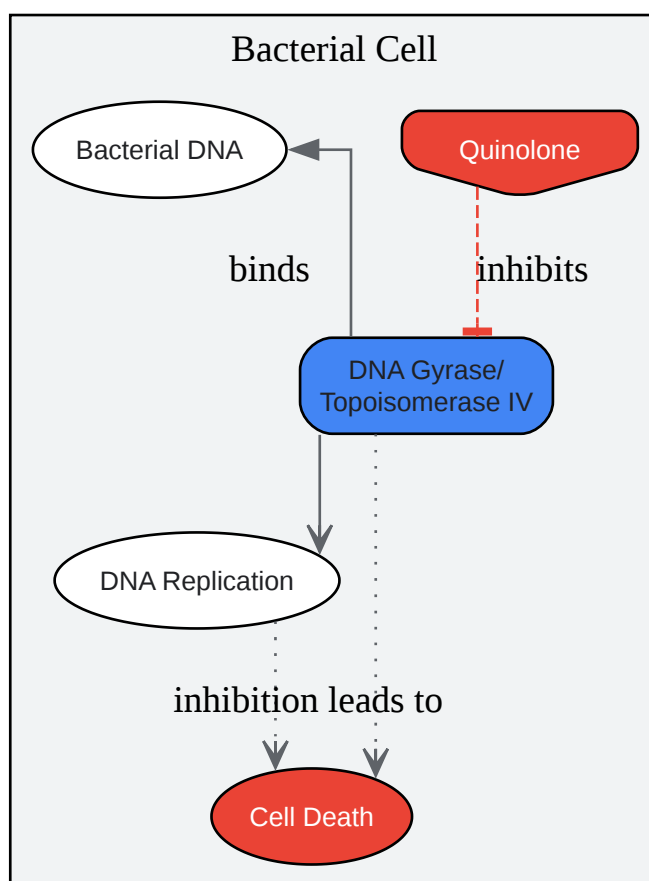 Bacterial Cell
Bacterial DNA
Quinolone
binds
inhibits
DNA Gyrase/
Topoisomerase IV
DNA Replication
inhibition leads to
Cell Death